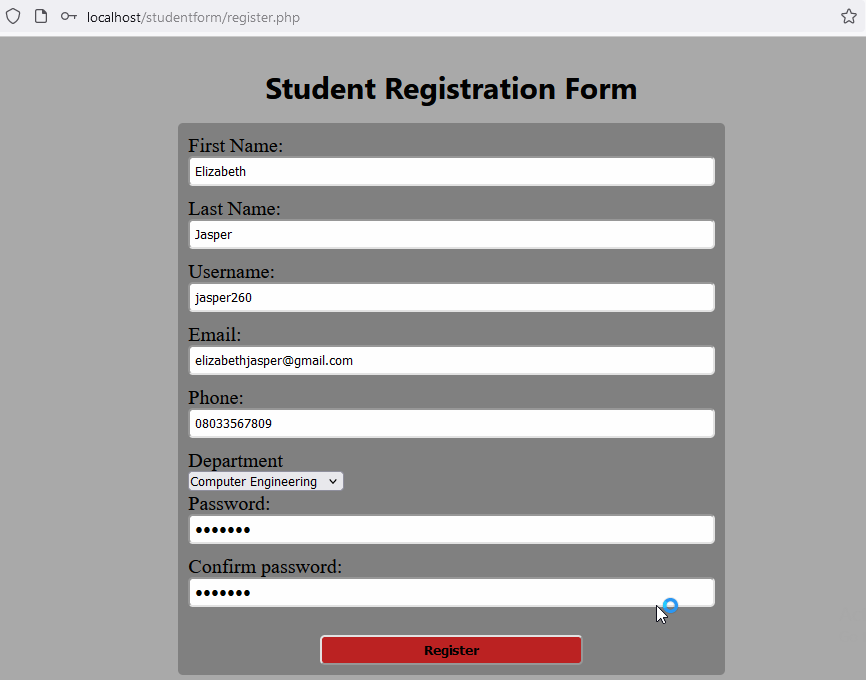 localhost/studentform/register.php
Student Registration Form
First Name:
Elizabeth
Last Name:
Jasper
Username:
jasper260
Email:
elizabethjasper@gmail.com
Phone:
08033567809
Department
Computer Engineering
Password:
•••••••
Confirm password:
•••••••
Register